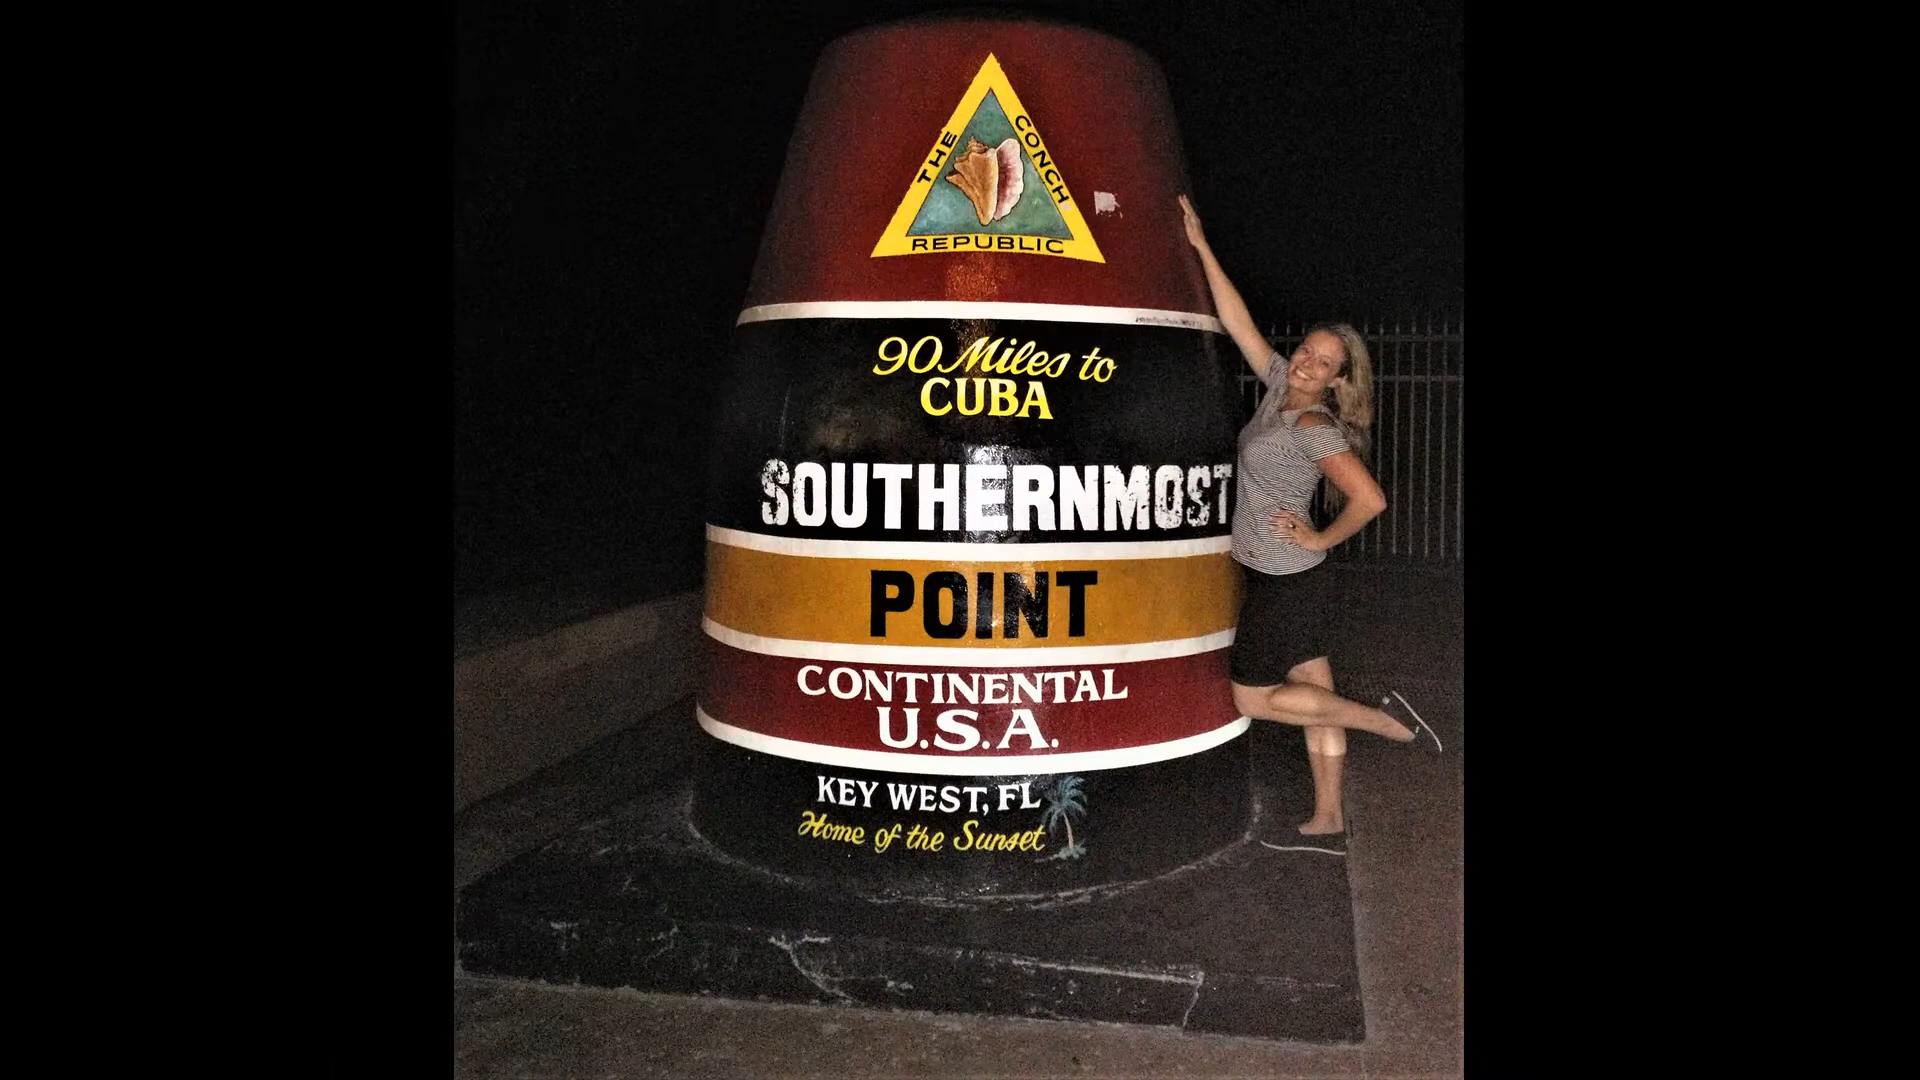 THE CONCH
REPUBLIC
90 Miles to
CUBA
SOUTHERNMOST
POINT
CONTINENTAL
U.S.A.
KEY WEST, FL
Home of the Sunset